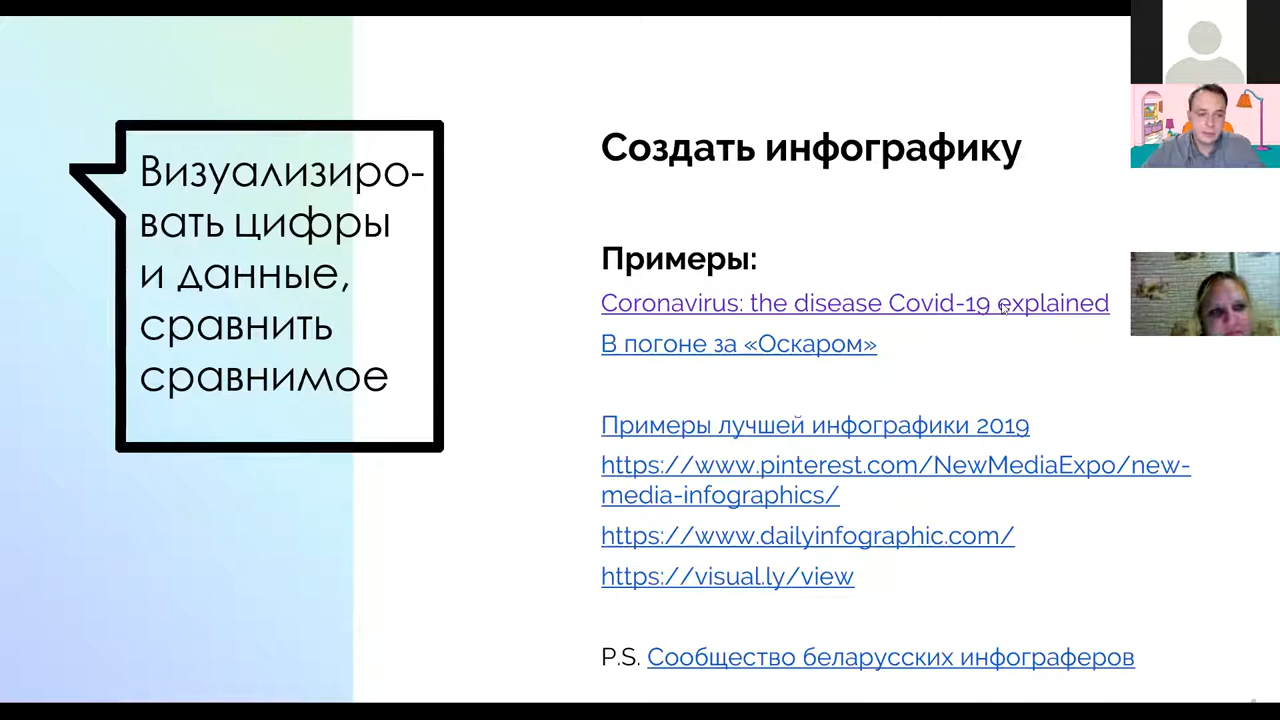 Визуализиро-
вать цифры
и данные,
сравнить
сравнимое
Создать инфографику
Примеры:
Coronavirus: the disease Covid-19 explained
В погоне за «Оскаром»
Примеры лучшей инфографики 2019
https://www.pinterest.com/NewMediaExpo/new-
media-infographics/
https://www.dailyinfographic.com/
https://visual.ly/view
P.S. Сообщество беларусских инфограферов